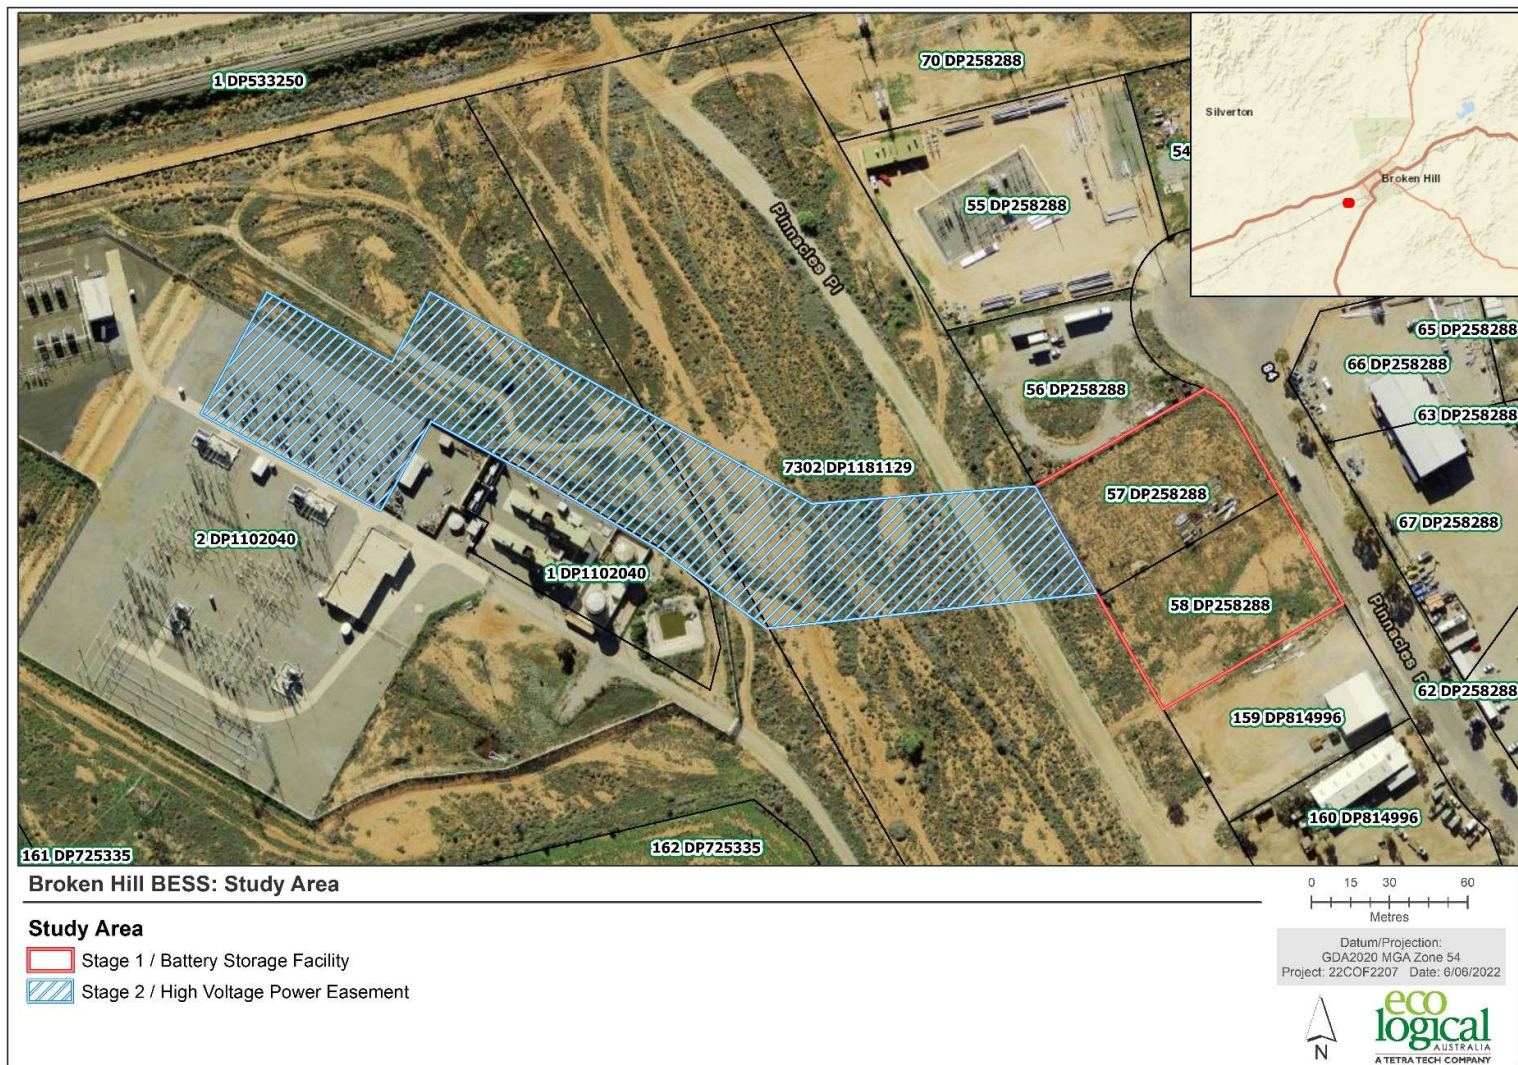 1 DP533250
70 DP258288
Silverton
Broken Hill
54
55 DP258288
Pinnacles Pl
65 DP258288
66 DP258288
84
56 DP258288
63 DP258288
7302 DP1181129
57 DP258288
67 DP258288
2 DP1102040
1 DP1102040
58 DP258288
Pinnacles P
62 DP258288
159 DP814996
160 DP814996
161 DP725335
162 DP725335
Broken Hill BESS: Study Area
Study Area
Stage 1 / Battery Storage Facility
Stage 2 / High Voltage Power Easement
0 15 30 60
Metres
Datum/Projection:
GDA2020 MGA Zone 54
Project: 22COF2207 Date: 6/06/2022
N
eco
logical
AUSTRALIA
A TETRA TECH COMPANY